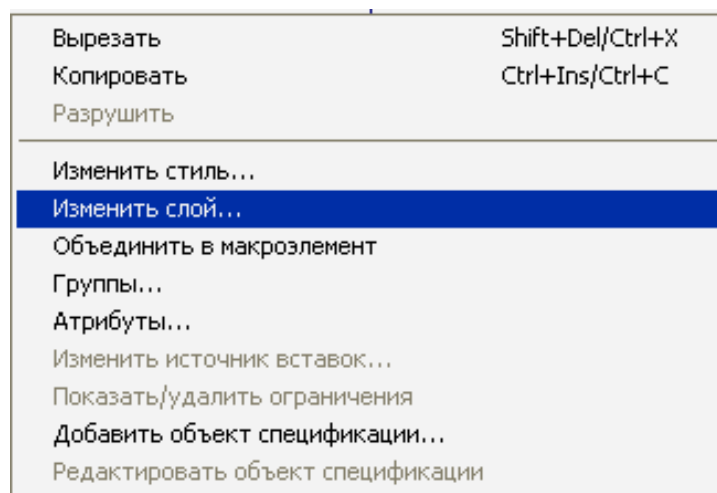 Вырезать Shift+Del/Ctrl+X
Копировать Ctrl+Ins/Ctrl+C
Разрушить
Изменить стиль...
Изменить слой...
Объединить в макроэлемент
Группы...
Атрибуты...
Изменить источник вставок...
Показать/удалить ограничения
Добавить объект спецификации...
Редактировать объект спецификации